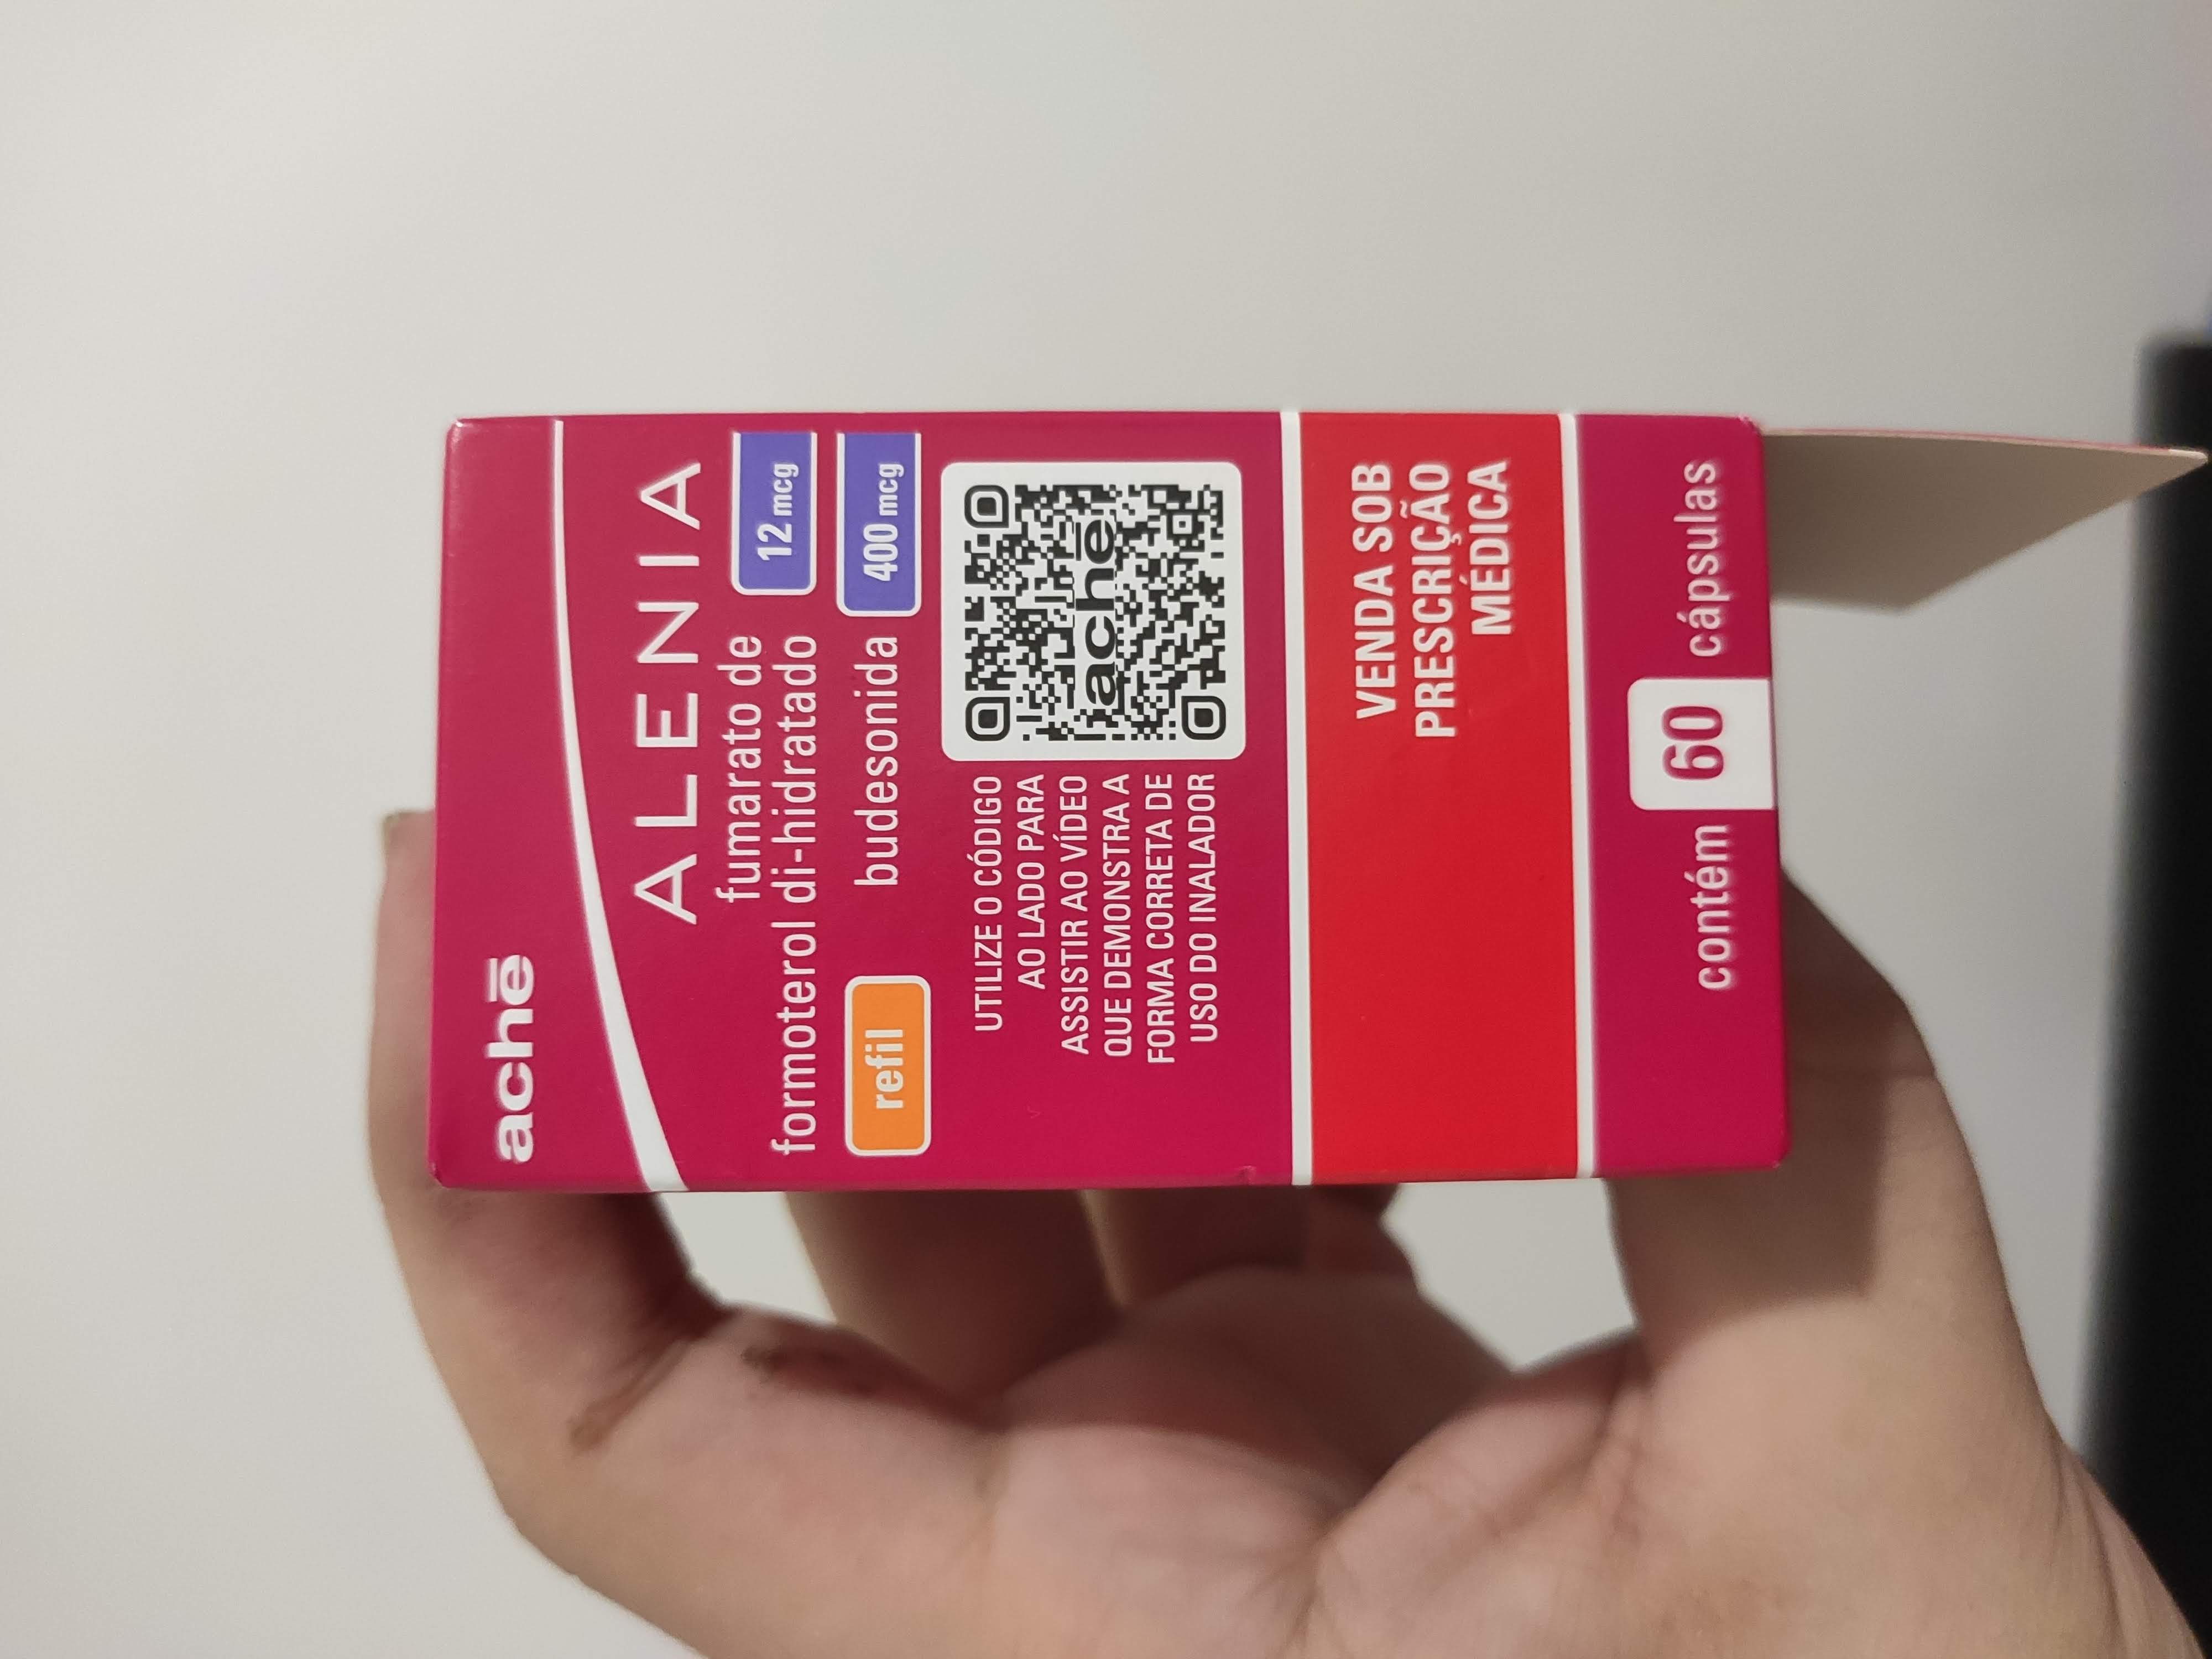 achē
ALENIA
fumarato de
formoterol di-hidratado
12 mcg
refil
budesonida
400 mcg
UTILIZE O CÓDIGO
AO LADO PARA
ASSISTIR AO VÍDEO
QUE DEMONSTRA A
FORMA CORRETA DE
USO DO INALADOR
achē
VENDA SOB
PRESCRIÇÃO
MÉDICA
contém 60 cápsulas